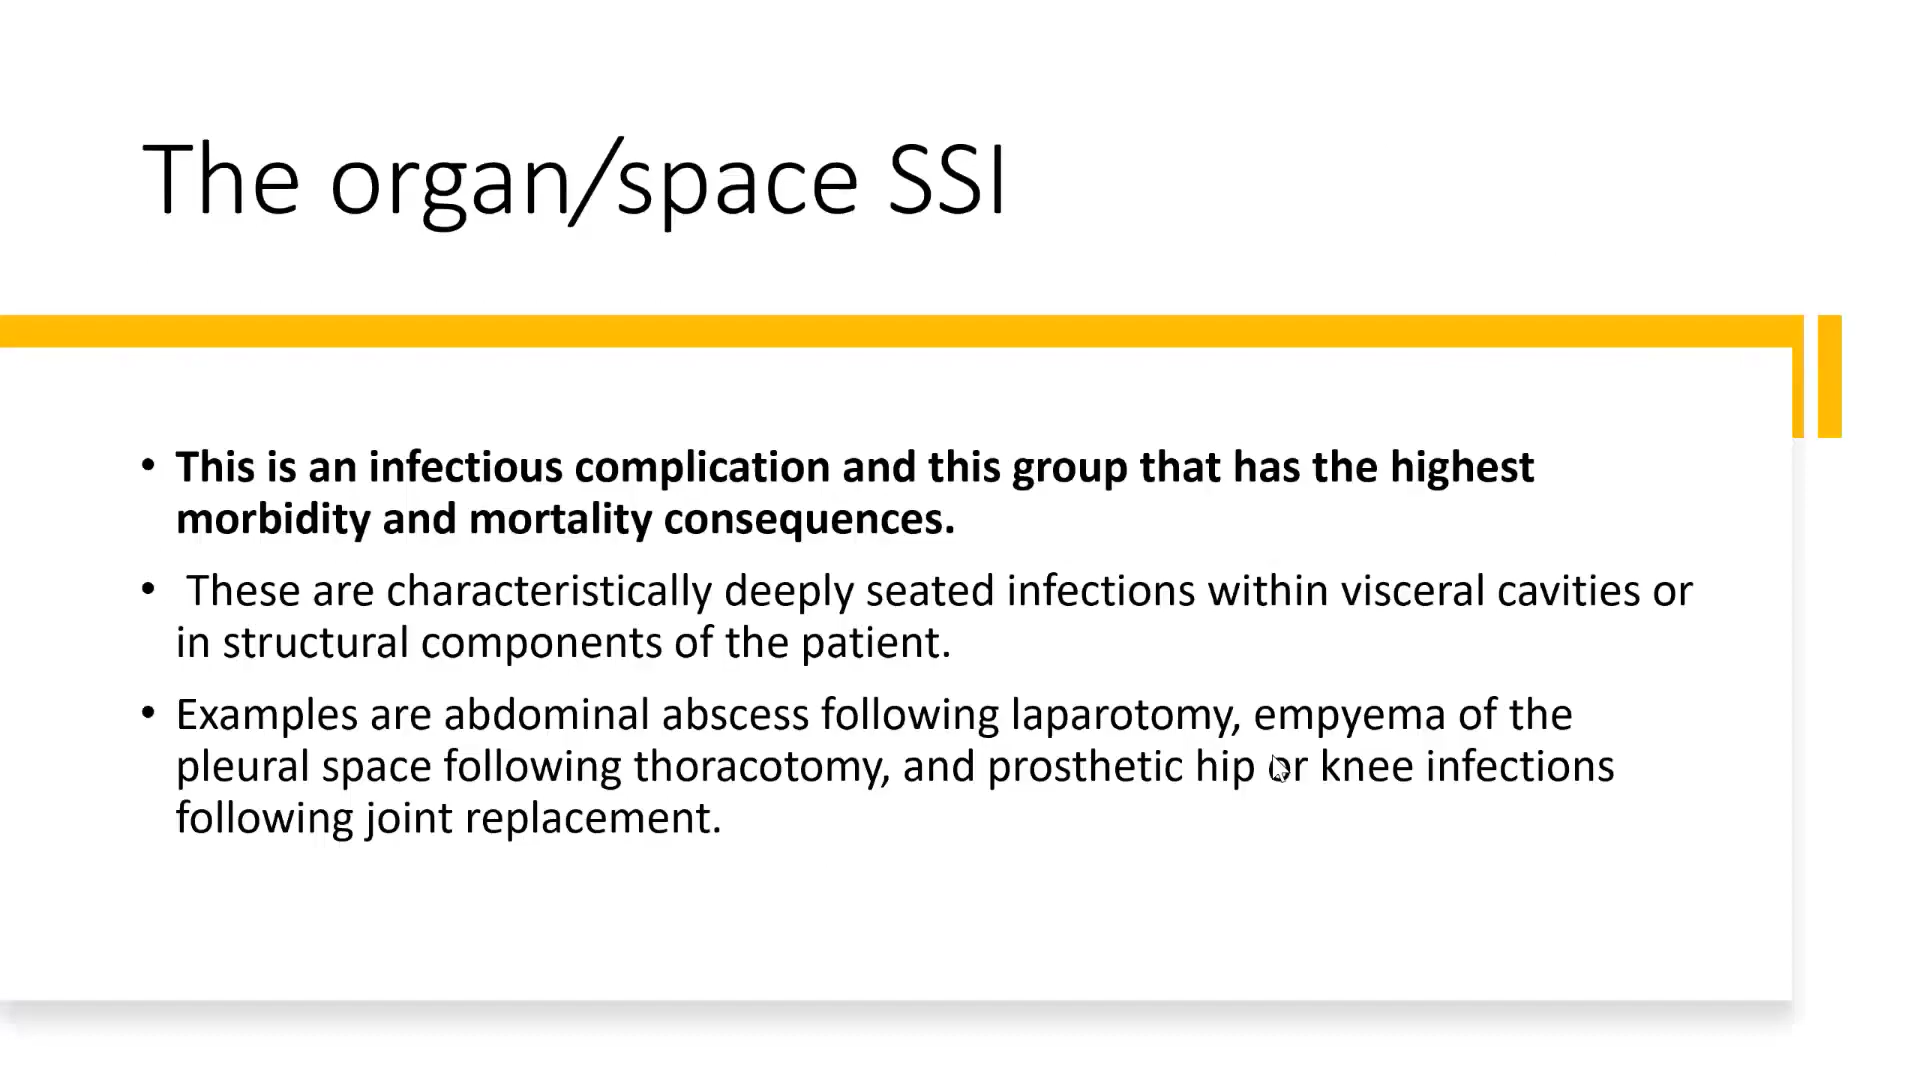 The organ/space SSI
• This is an infectious complication and this group that has the highest
morbidity and mortality consequences.
• These are characteristically deeply seated infections within visceral cavities or
in structural components of the patient.
• Examples are abdominal abscess following laparotomy, empyema of the
pleural space following thoracotomy, and prosthetic hip or knee infections
following joint replacement.